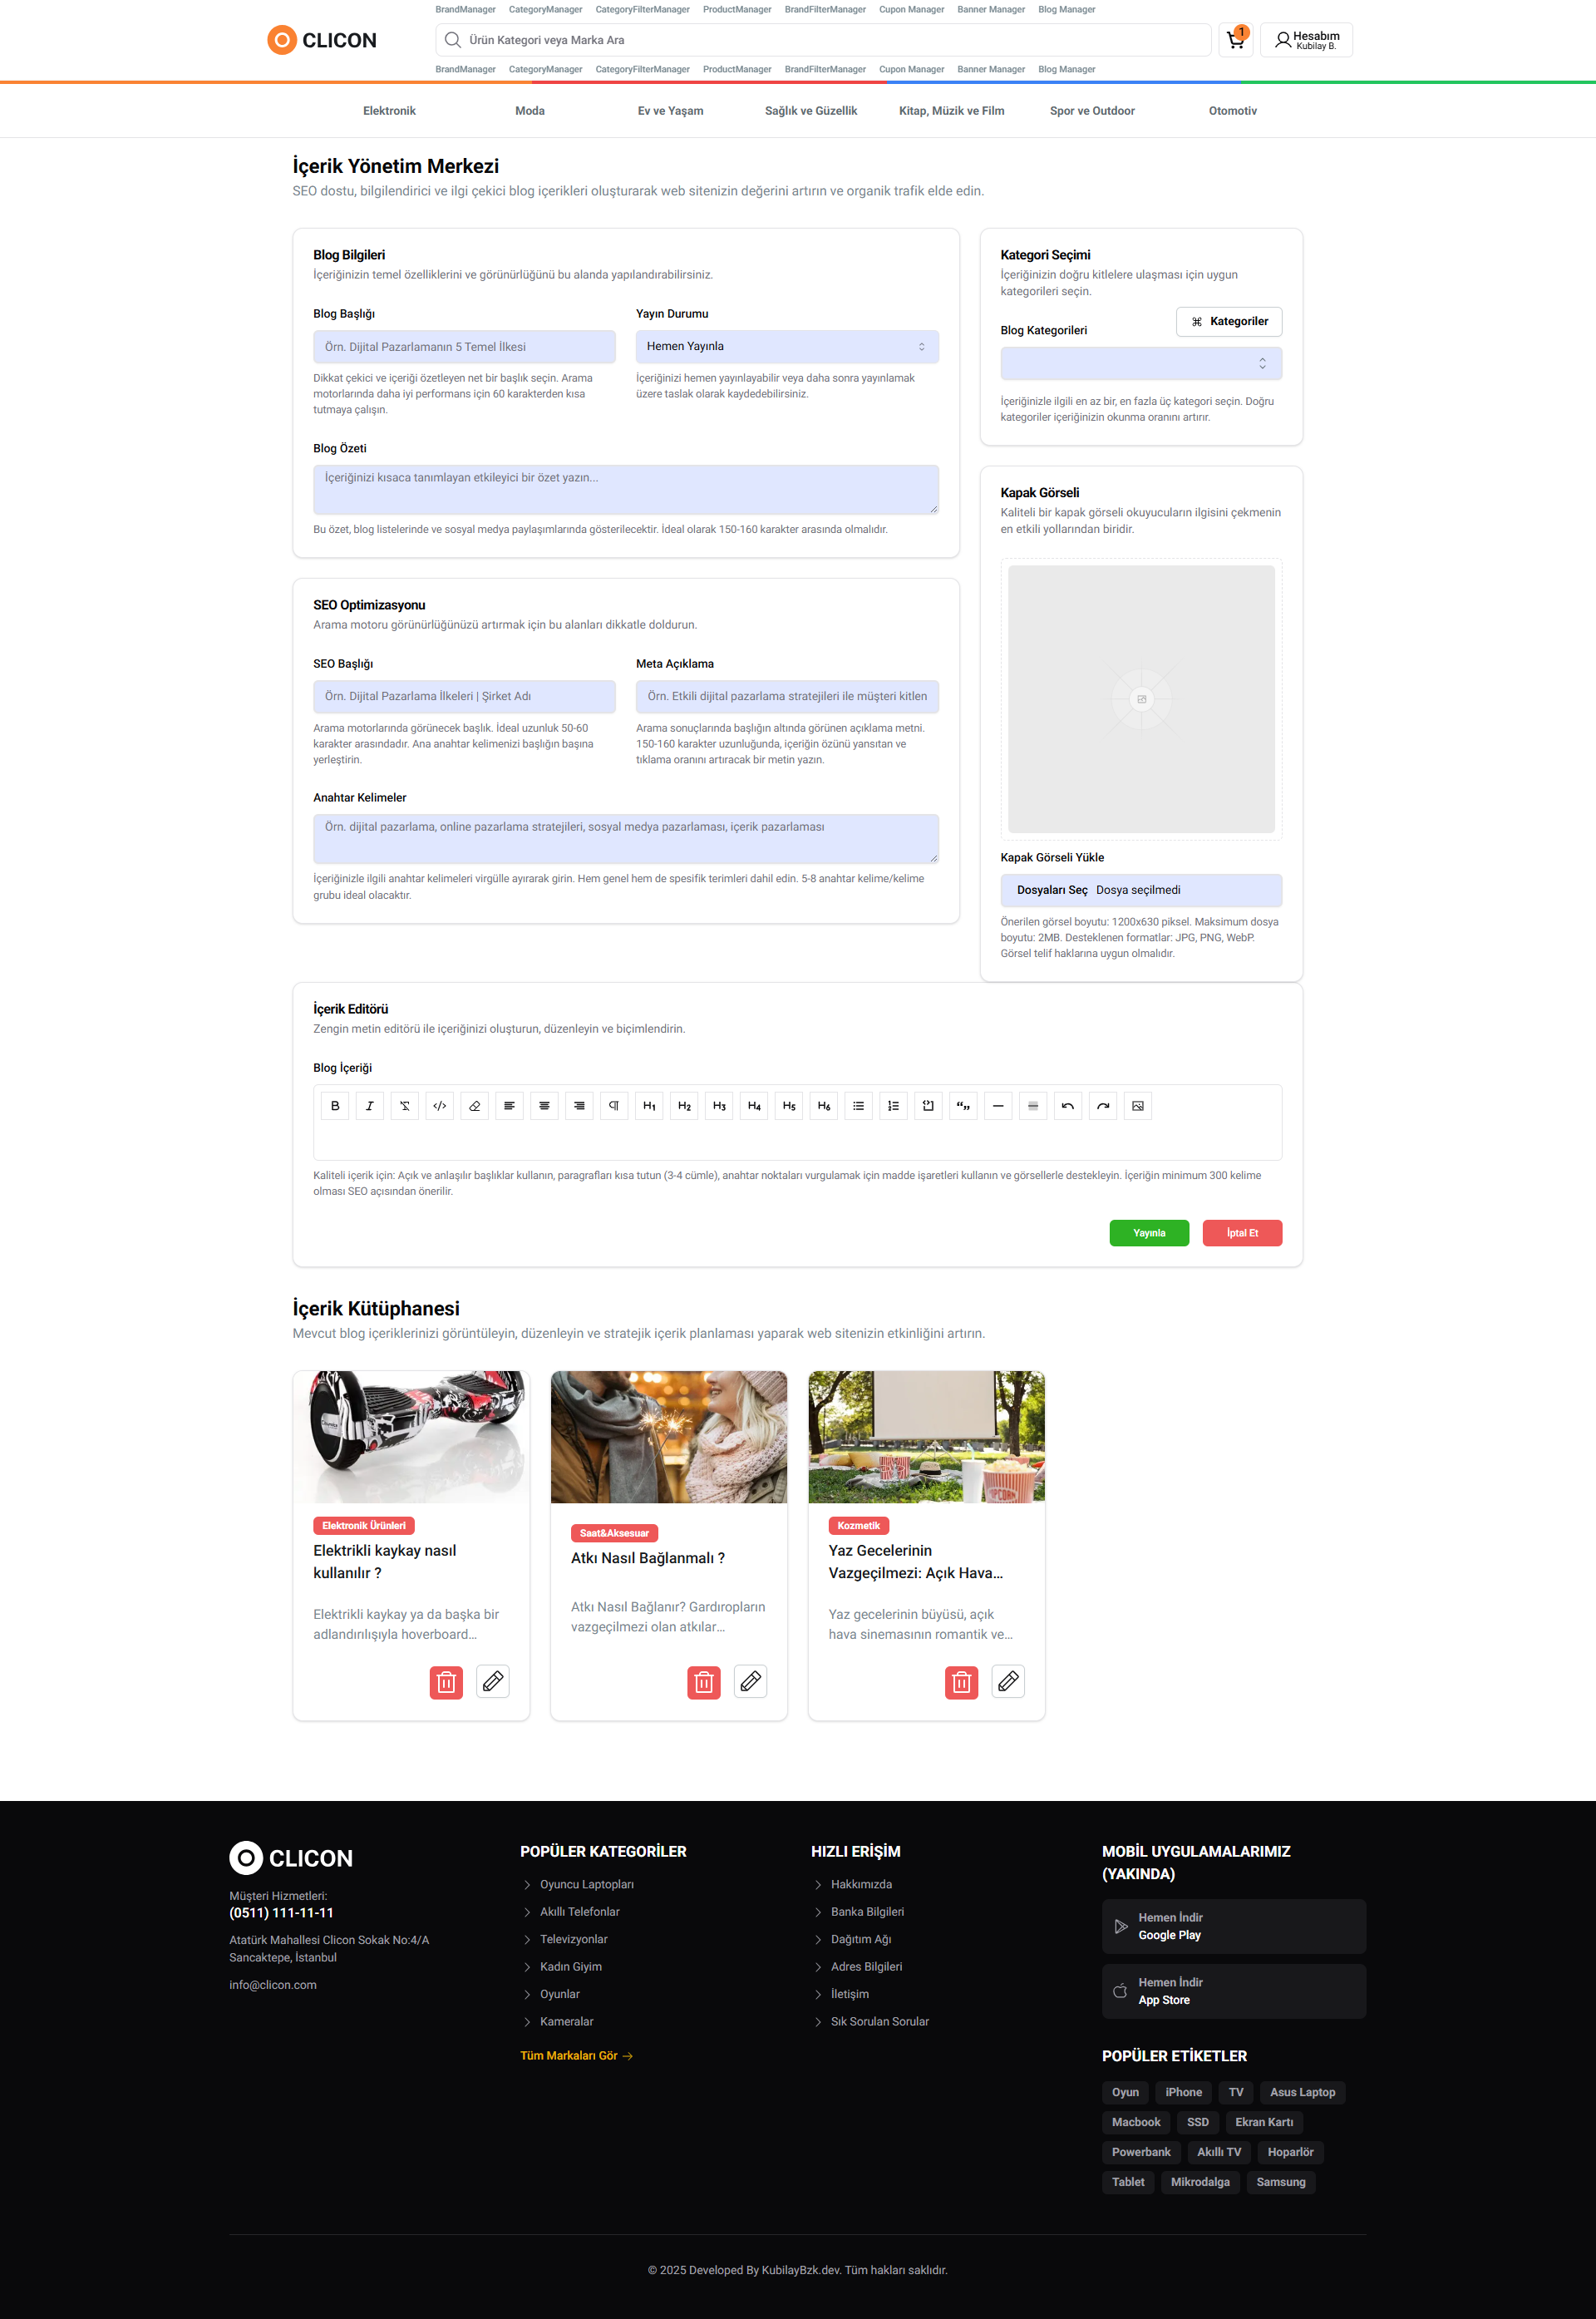 BrandManager CategoryManager CategoryFilterManager ProductManager BrandFilterManager Cupon Manager Banner Manager Blog Manager
CLICON
Ürün Kategori veya Marka Ara
1
Hesabım
Kubilay B.
BrandManager CategoryManager CategoryFilterManager ProductManager BrandFilterManager Cupon Manager Banner Manager Blog Manager
Elektronik Moda Ev ve Yaşam Sağlık ve Güzellik Kitap, Müzik ve Film Spor ve Outdoor Otomotiv
İçerik Yönetim Merkezi
SEO dostu, bilgilendirici ve ilgi çekici blog içerikleri oluşturarak web sitenizin değerini artırın ve organik trafik elde edin.
Blog Bilgileri
İçeriğinizin temel özelliklerini ve görünürlüğünü bu alanda yapılandırabilirsiniz.
Blog Başlığı
Örn. Dijital Pazarlamanın 5 Temel İlkesi
Dikkat çekici ve içeriği özetleyen net bir başlık seçin. Arama
motorlarında daha iyi performans için 60 karakterden kısa
tutmaya çalışın.
Yayın Durumu
Hemen Yayınla
İçeriğinizi hemen yayınlayabilir veya daha sonra yayınlamak
üzere taslak olarak kaydedebilirsiniz.
Blog Özeti
İçeriğinizi kısaca tanımlayan etkileyici bir özet yazın...
Bu özet, blog listelerinde ve sosyal medya paylaşımlarında gösterilecektir. İdeal olarak 150-160 karakter arasında olmalıdır.
Kategori Seçimi
İçeriğinizin doğru kitlelere ulaşması için uygun
kategorileri seçin.
Blog Kategorileri
Kategoriler
İçeriğinizle ilgili en az bir, en fazla üç kategori seçin. Doğru
kategoriler içeriğinizin okunma oranını artırır.
SEO Optimizasyonu
Arama motoru görünürlüğünüzü artırmak için bu alanları dikkatle doldurun.
SEO Başlığı
Örn. Dijital Pazarlama İlkeleri | Şirket Adı
Arama motorlarında görünecek başlık. İdeal uzunluk 50-60
karakter arasındadır. Ana anahtar kelimenizi başlığın başına
yerleştirin.
Meta Açıklama
Örn. Etkili dijital pazarlama stratejileri ile müşteri kitlen
Arama sonuçlarında başlığın altında görünen açıklama metni.
150-160 karakter uzunluğunda, içeriğin özünü yansıtan ve
tıklama oranını artıracak bir metin yazın.
Anahtar Kelimeler
Örn. dijital pazarlama, online pazarlama stratejileri, sosyal medya pazarlaması, içerik pazarlaması
İçeriğinizle ilgili anahtar kelimeleri virgülle ayırarak girin. Hem genel hem de spesifik terimleri dahil edin. 5-8 anahtar kelime/kelime
grubu ideal olacaktır.
Kapak Görseli
Kaliteli bir kapak görseli okuyucuların ilgisini çekmenin
en etkili yollarından biridir.
Kapak Görseli Yükle
Dosyaları Seç Dosya seçilmedi
Önerilen görsel boyutu: 1200x630 piksel. Maksimum dosya
boyutu: 2MB. Desteklenen formatlar: JPG, PNG, WebP.
Görsel telif haklarına uygun olmalıdır.
İçerik Editörü
Zengin metin editörü ile içeriğinizi oluşturun, düzenleyin ve biçimlendirin.
Blog İçeriği
B I H1 H2 H3 H4 H5 H6
Kaliteli içerik için: Açık ve anlaşılır başlıklar kullanın, paragrafları kısa tutun (3-4 cümle), anahtar noktaları vurgulamak için madde işaretleri kullanın ve görsellerle destekleyin. İçeriğin minimum 300 kelime
olması SEO açısından önerilir.
Yayınla İptal Et
İçerik Kütüphanesi
Mevcut blog içeriklerinizi görüntüleyin, düzenleyin ve stratejik içerik planlaması yaparak web sitenizin etkinliğini artırın.
Elektronik Ürünleri
Elektrikli kaykay nasıl
kullanılır ?
Elektrikli kaykay ya da başka bir
adlandırılışıyla hoverboard...
Saat&Aksesuar
Atkı Nasıl Bağlanmalı ?
Atkı Nasıl Bağlanır? Gardıropların
vazgeçilmezi olan atkılar...
POPCORN
Kozmetik
Yaz Gecelerinin
Vazgeçilmezi: Açık Hava...
Yaz gecelerinin büyüsü, açık
hava sinemasının romantik ve...
CLICON
Müşteri Hizmetleri:
(0511) 111-11-11
Atatürk Mahallesi Clicon Sokak No:4/A
Sancaktepe, İstanbul
info@clicon.com
POPÜLER KATEGORİLER
Oyuncu Laptopları
Akıllı Telefonlar
Televizyonlar
Kadın Giyim
Oyunlar
Kameralar
Tüm Markaları Gör
HIZLI ERİŞİM
Hakkımızda
Banka Bilgileri
Dağıtım Ağı
Adres Bilgileri
İletişim
Sık Sorulan Sorular
MOBİL UYGULAMALARIMIZ
(YAKINDA)
Hemen İndir
Google Play
Hemen İndir
App Store
POPÜLER ETİKETLER
Oyun iPhone TV Asus Laptop
Macbook SSD Ekran Kartı
Powerbank Akıllı TV Hoparlör
Tablet Mikrodalga Samsung
© 2025 Developed By KubilayBzk.dev. Tüm hakları saklıdır.